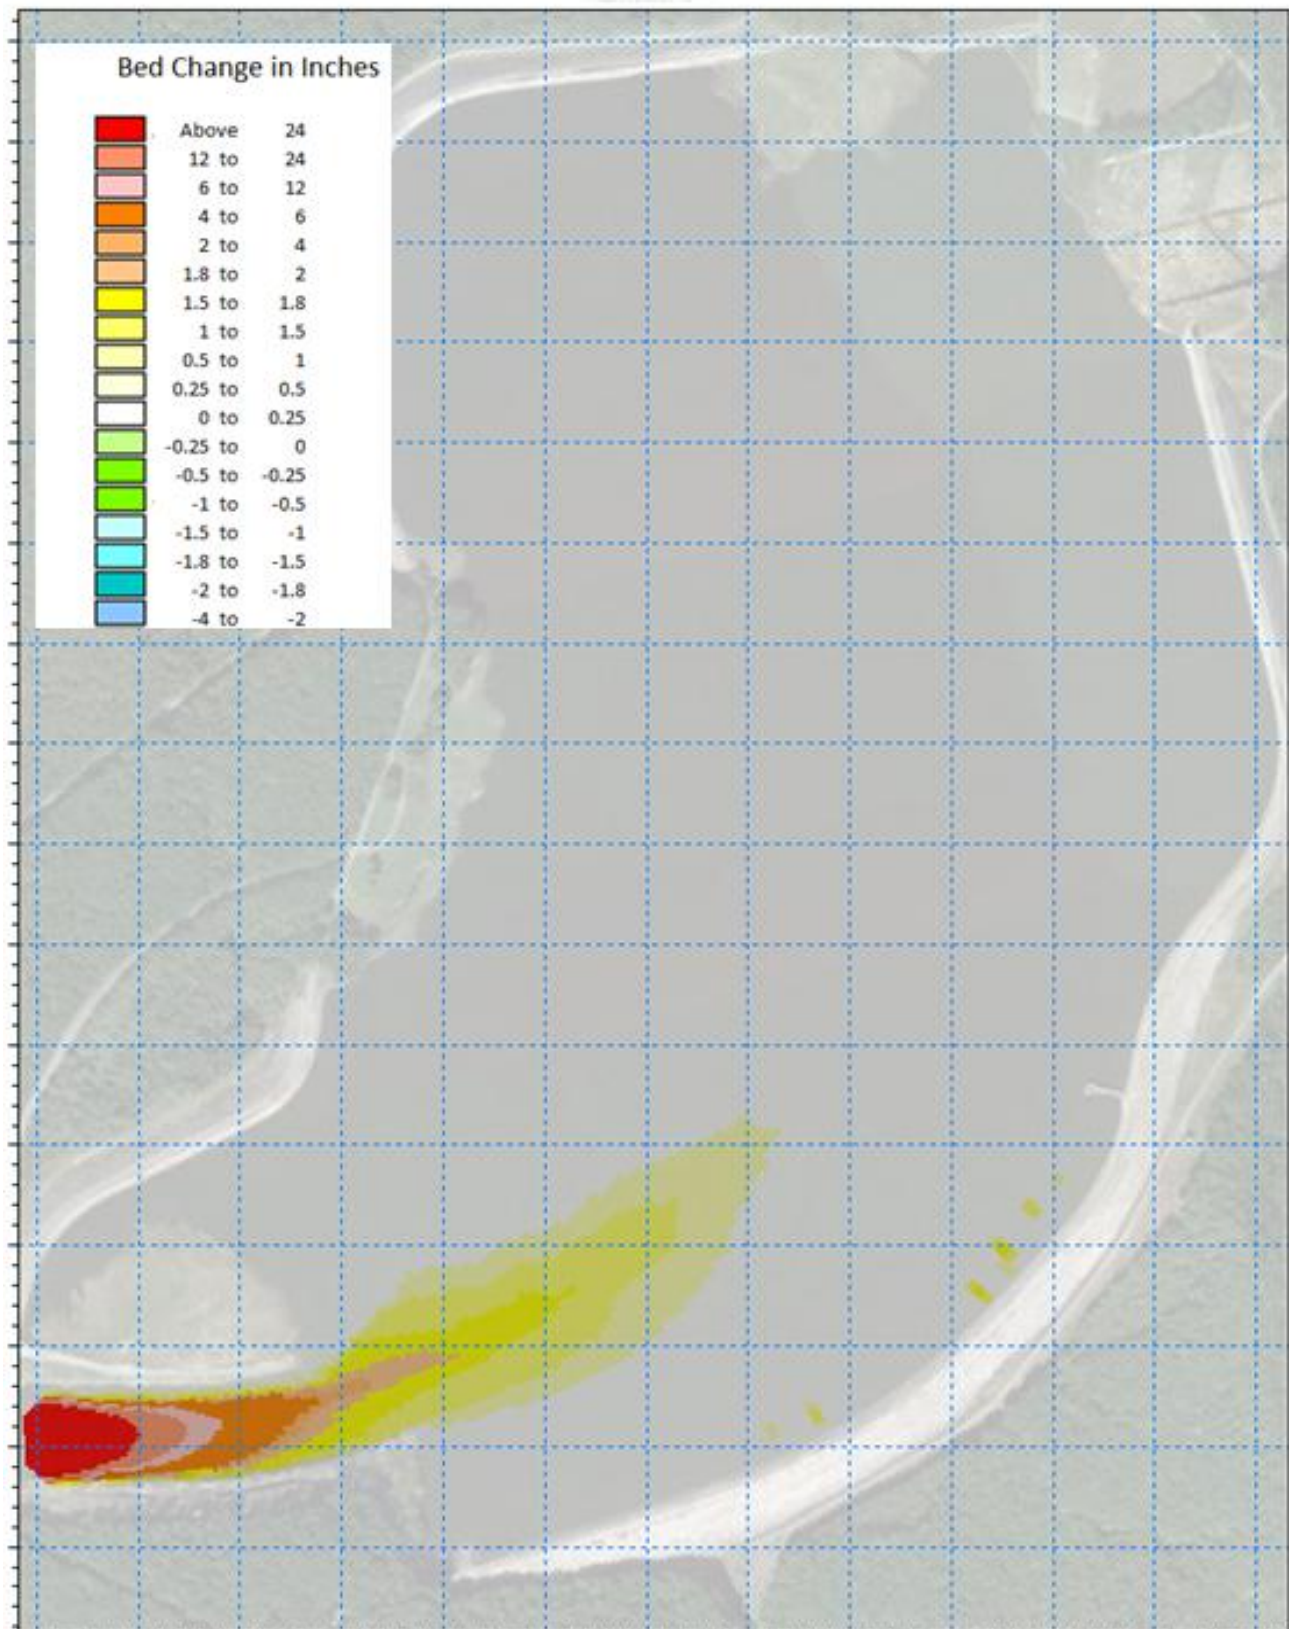 Bed Change in Inches
Above 24
12 to 24
6 to 12
4 to 6
2 to 4
1.8 to 2
1.5 to 1.8
1 to 1.5
0.5 to 1
0.25 to 0.5
0 to 0.25
-0.25 to 0
-0.5 to -0.25
-1 to -0.5
-1.5 to -1
-1.8 to -1.5
-2 to -1.8
-4 to -2